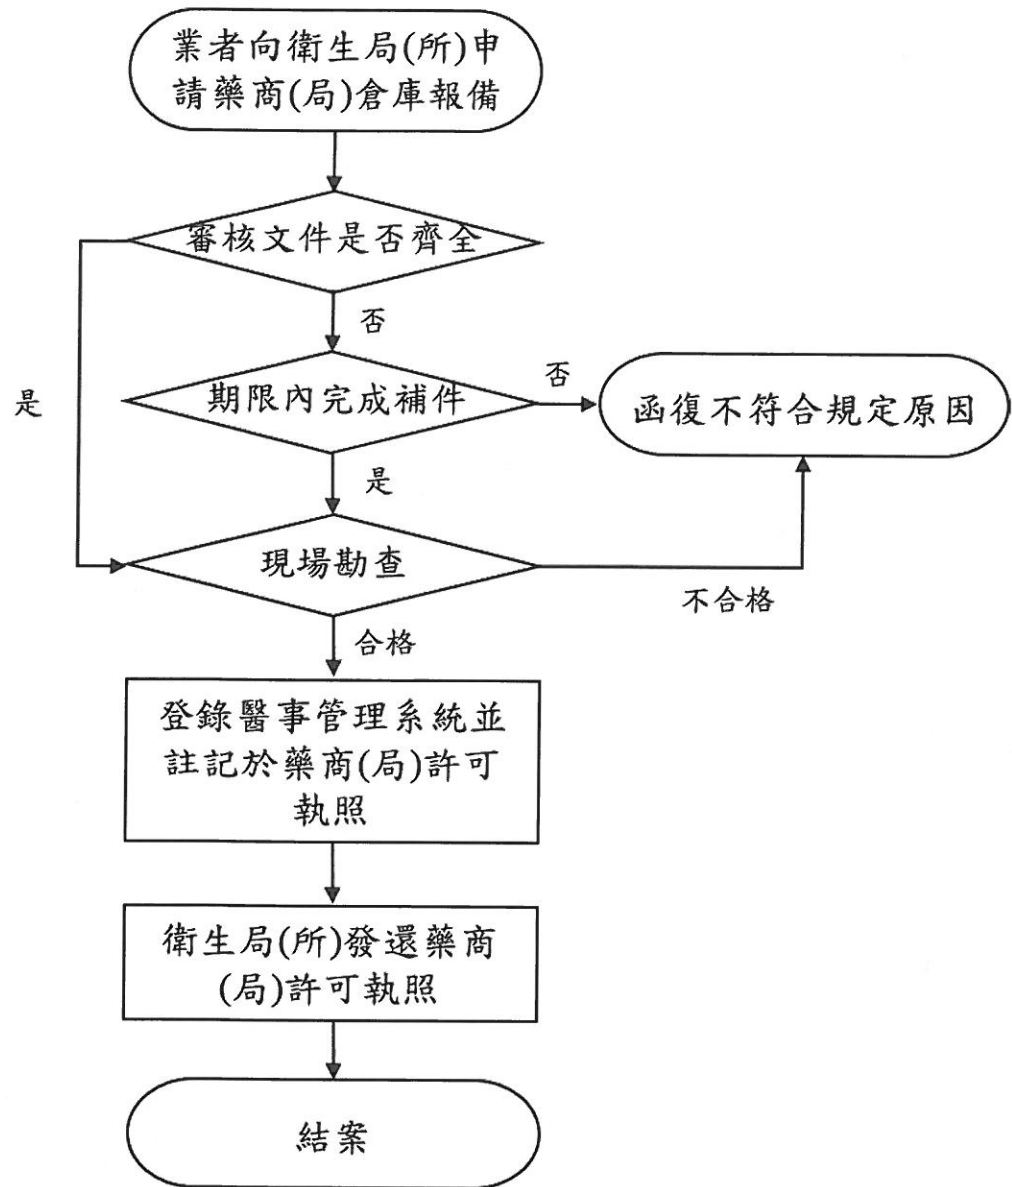 業者向衛生局(所)申
請藥商(局)倉庫報備
審核文件是否齊全
否
是
期限內完成補件
否
函復不符合規定原因
是
現場勘查
不合格
合格
登錄醫事管理系統並
註記於藥商(局)許可
執照
衛生局(所)發還藥商
(局)許可執照
結案